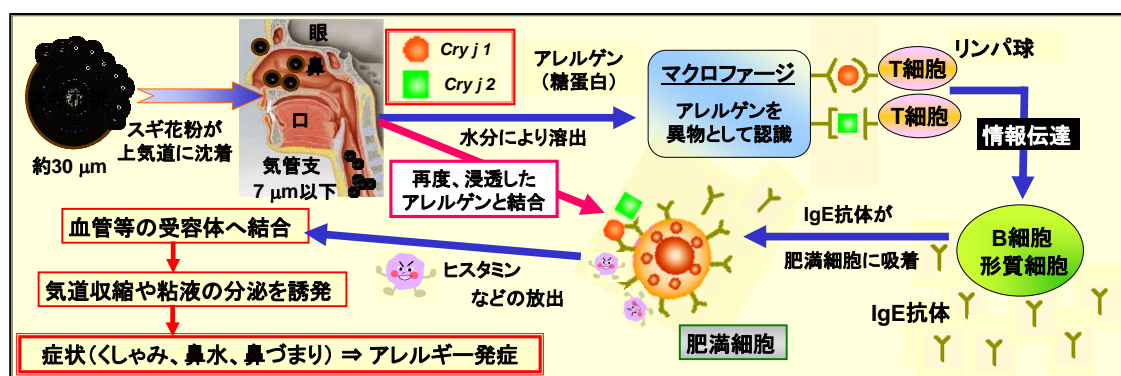 約30 μm
スギ花粉が
上気道に沈着
眼
鼻
口
気管支
7 μm以下
Cry j 1
Cry j 2
アレルゲン
（糖蛋白）
水分により溶出
マクロファージ
アレルゲンを
異物として認識
T細胞
T細胞
リンパ球
情報伝達
B細胞
形質細胞
IgE抗体
IgE抗体が
肥満細胞に吸着
再度、浸透した
アレルゲンと結合
肥満細胞
ヒスタミン
などの放出
血管等の受容体へ結合
気道収縮や粘液の分泌を誘発
症状（くしゃみ、鼻水、鼻づまり） ⇒ アレルギー発症